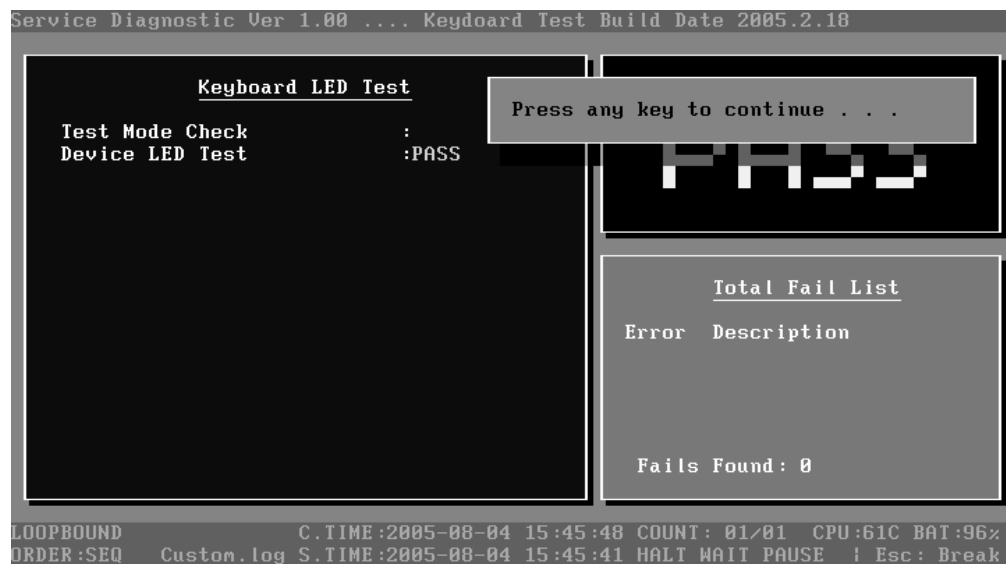 Service Diagnostic Ver 1.00 .... Keydoard Test Build Date 2005.2.18
Keyboard LED Test
Test Mode Check :
Device LED Test :PASS
Press any key to continue . . .
PASS
Total Fail List
Error Description
Fails Found: 0
LOOPBOUND C.TIME:2005-08-04 15:45:48 COUNT: 01/01 CPU:61C BAT:96%
ORDER:SEQ Custom.log S.TIME:2005-08-04 15:45:41 HALT WAIT PAUSE ¦ Esc: Break